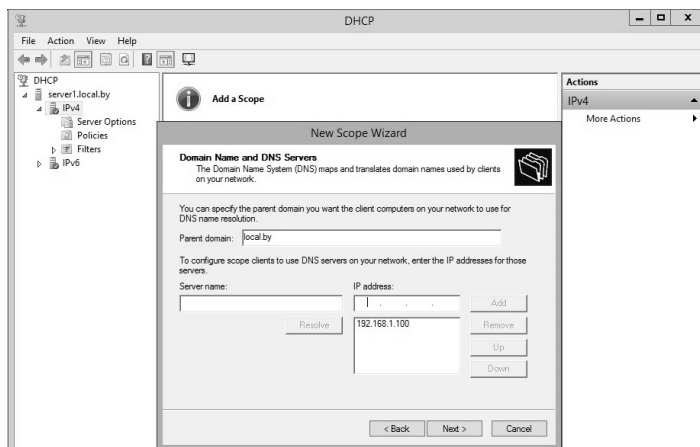 DHCP
File Action View Help
DHCP
server1.local.by
IPv4
Server Options
Policies
Filters
IPv6
Add a Scope
Actions
IPv4
More Actions
New Scope Wizard
Domain Name and DNS Servers
The Domain Name System (DNS) maps and translates domain names used by clients
on your network.
You can specify the parent domain you want the client computers on your network to use for
DNS name resolution.
Parent domain: local.by
To configure scope clients to use DNS servers on your network, enter the IP addresses for those
servers.
Server name: IP address:
. . . Add
Resolve 192.168.1.100 Remove
Up
Down
< Back Next > Cancel